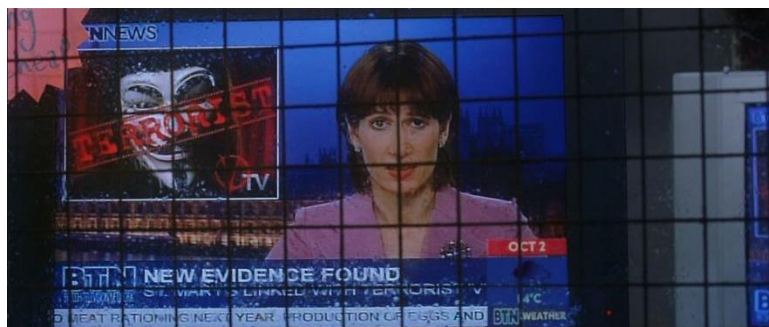 NNEWS
TERRORIST
TV
OCT 2
BTN NEW EVIDENCE FOUND
ST. MARY'S LINKED WITH TERRORIST V
4°C
MEAT RATIONING NEXT YEAR. PRODUCTION OF EGGS AND
BTN WEATHER